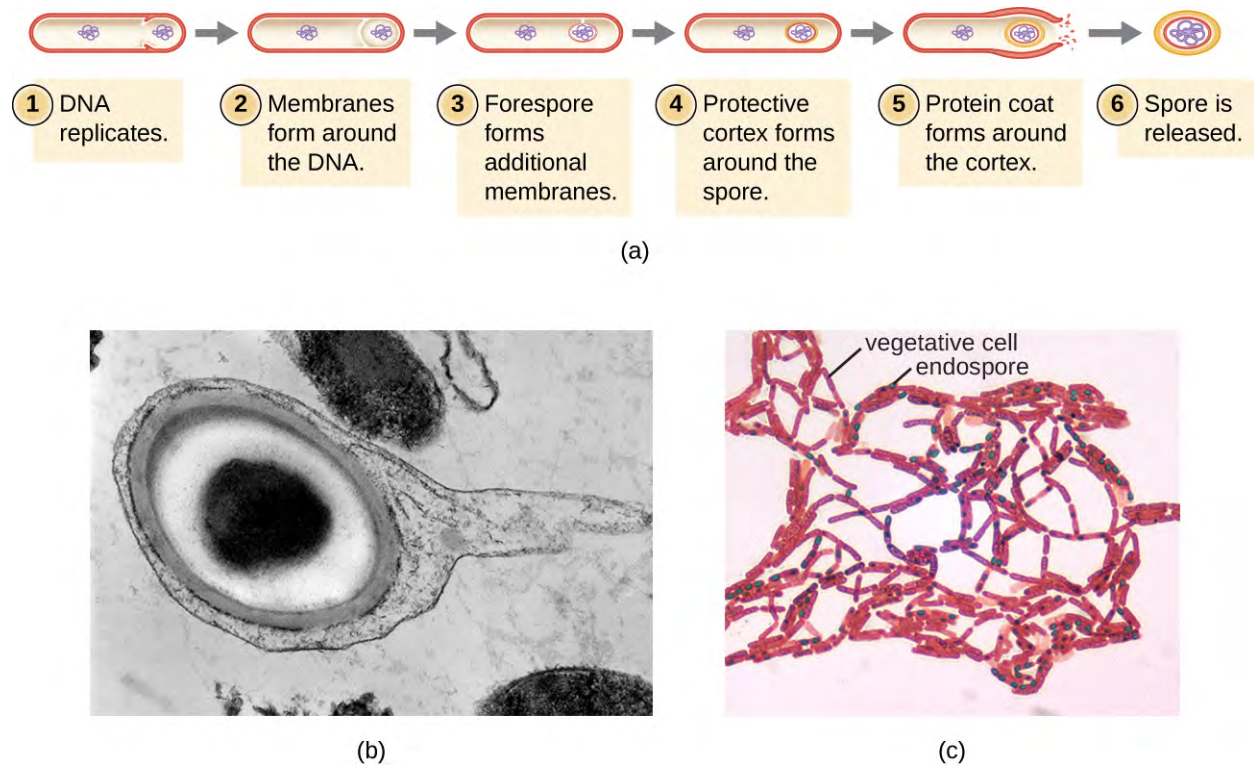 1 DNA
replicates.
2 Membranes
form around
the DNA.
3 Forespore
forms
additional
membranes.
4 Protective
cortex forms
around the
spore.
5 Protein coat
forms around
the cortex.
6 Spore is
released.
(a)
vegetative cell
endospore
(b)
(c)